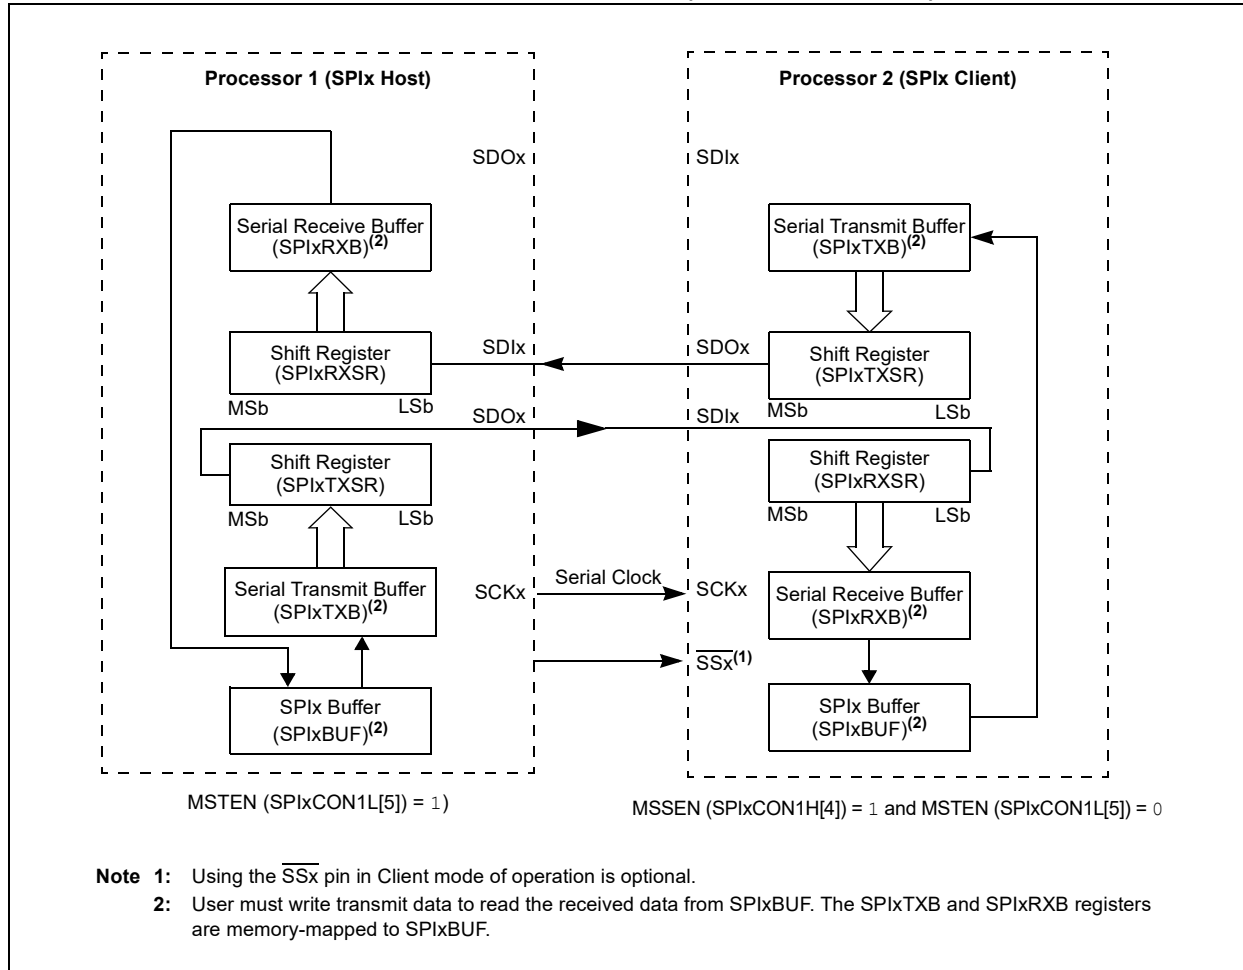 Processor 1 (SPIx Host)
SDOx
Serial Receive Buffer
(SPIxRXB)(2)
Shift Register
(SPIxRXSR)
MSb
LSb
SDIx
SDOx
Shift Register
(SPIxTXSR)
MSb
LSb
Serial Transmit Buffer
(SPIxTXB)(2)
SCKx
SPIx Buffer
(SPIxBUF)(2)
MSTEN (SPIxCON1L[5]) = 1)
Serial Clock
Processor 2 (SPIx Client)
SDIx
Serial Transmit Buffer
(SPIxTXB)(2)
SDOx
Shift Register
(SPIxTXSR)
MSb
LSb
SDIx
Shift Register
(SPIxRXSR)
MSb
LSb
SCKx
Serial Receive Buffer
(SPIxRXB)(2)
SSx(1)
SPIx Buffer
(SPIxBUF)(2)
MSSEN (SPIxCON1H[4]) = 1 and MSTEN (SPIxCON1L[5]) = 0
Note 1: Using the SSx pin in Client mode of operation is optional.
2: User must write transmit data to read the received data from SPIxBUF. The SPIxTXB and SPIxRXB registers
are memory-mapped to SPIxBUF.